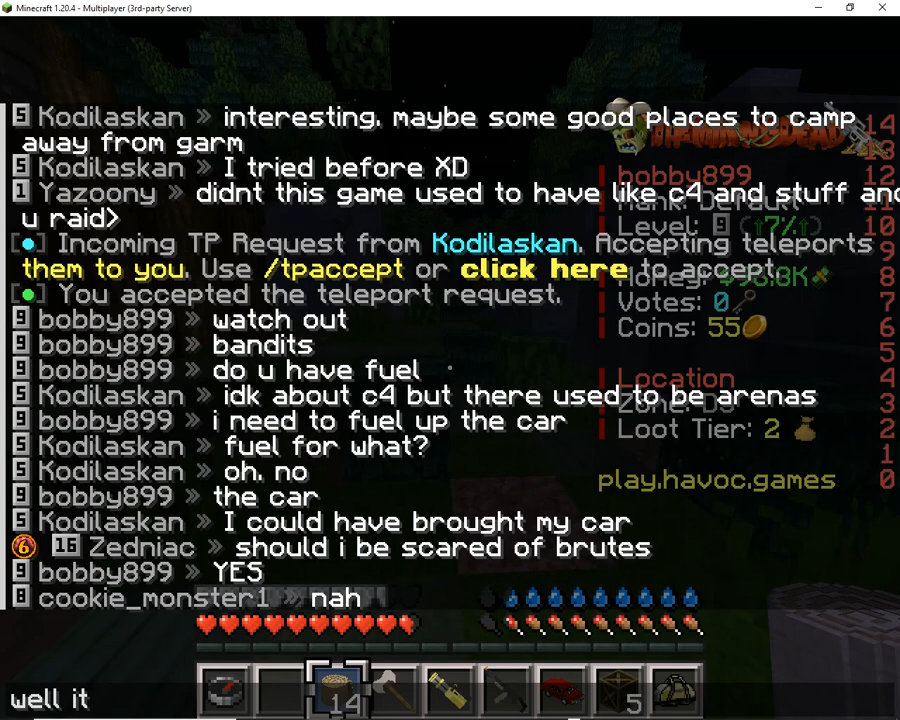 Minecraft 1.20.4 - Multiplayer (3rd-party Server)
5 Kodilaskan » interesting. maybe some good places to camp
away from garm
5 Kodilaskan » I tried before XD
1 Yazoony » didnt this game used to have like c4 and stuff and
u raid>
[•] Incoming TP Request from Kodilaskan. Accepting teleports
them to you. Use /tpaccept or click here to accept.
[•] You accepted the teleport request.
9 bobby899 » watch out
9 bobby899 » bandits
9 bobby899 » do u have fuel
5 Kodilaskan » idk about c4 but there used to be arenas
9 bobby899 » i need to fuel up the car
5 Kodilaskan » fuel for what?
5 Kodilaskan » oh. no
9 bobby899 » the car
5 Kodilaskan » I could have brought my car
6 16 Zedniac » should i be scared of brutes
9 bobby899 » YES
8 cookie_monster1 » nah
14
13
bobby899 12
Rank: Default 11
Level: 9 (↑7%↑) 10
9
Money: 8
Votes: 0 7
Coins: 55 6
5
Location 4
Zone: 3
Loot Tier: 2 2
1
play.havoc.games 0
14
5
well it